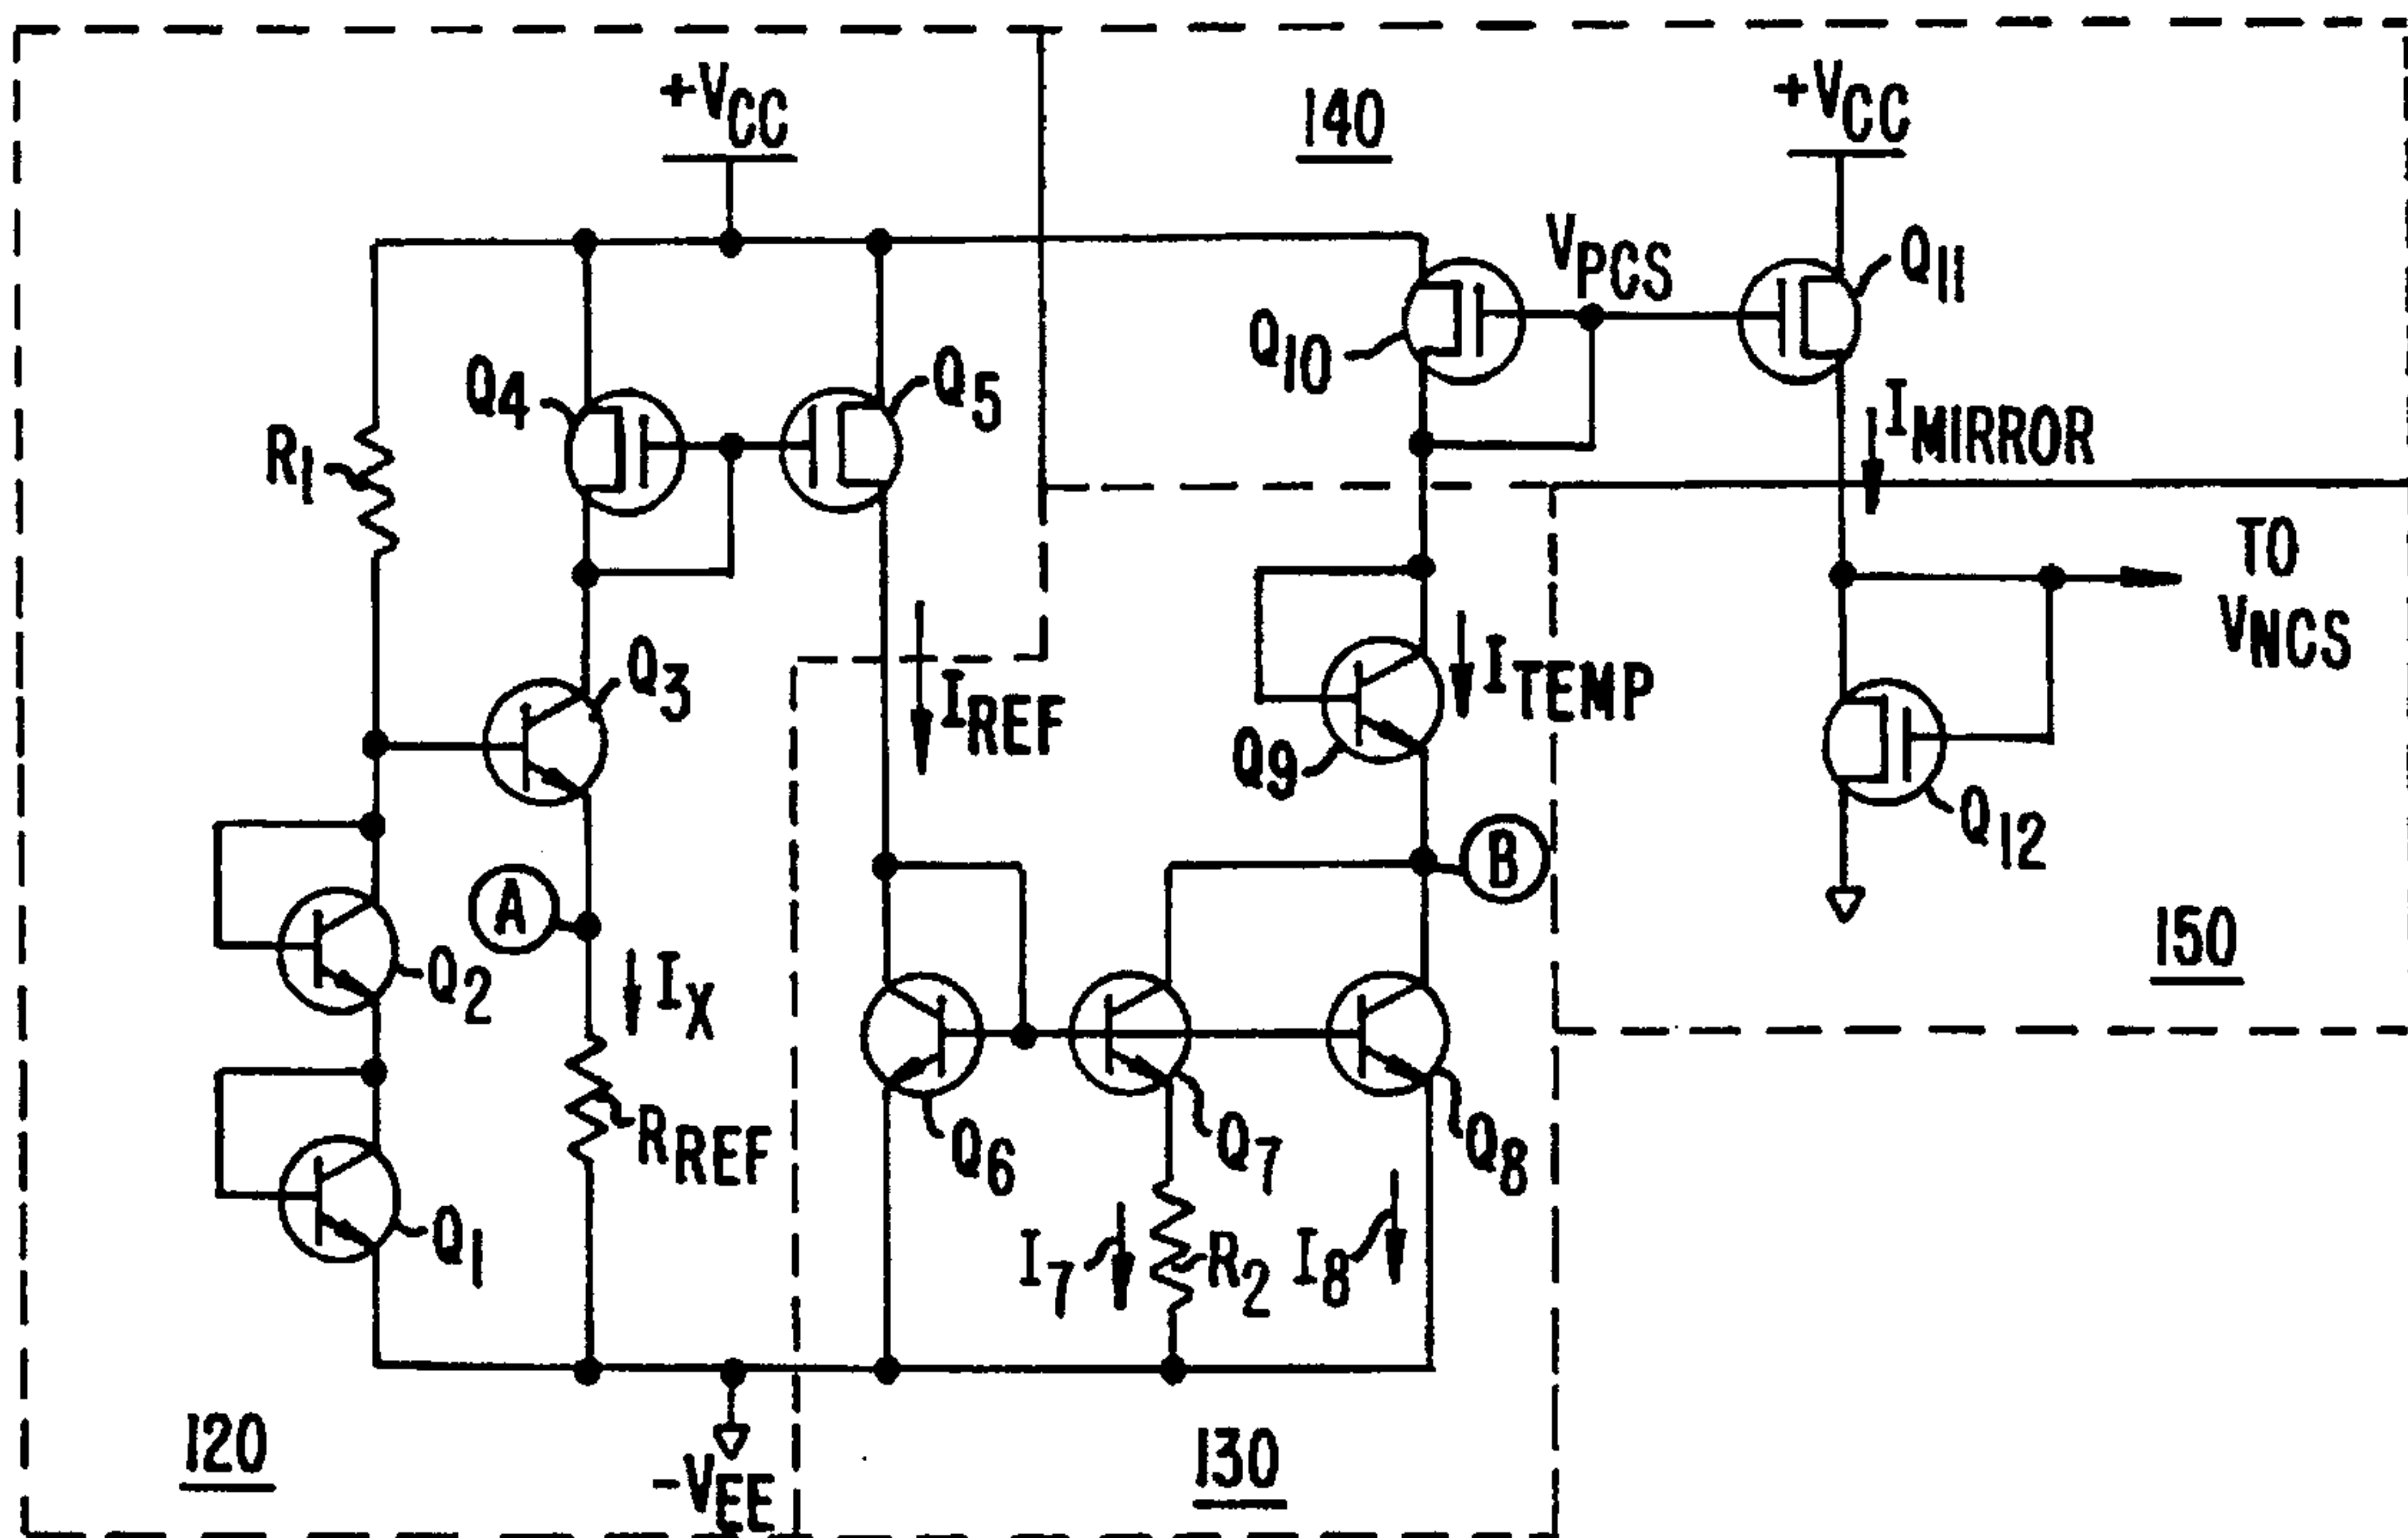 +VCC
140
+VCC
VPCS
Q11
Q10
Q4
Q5
R1
IMIRROR
TO
VNCS
Q3
IREF
ITEMP
Q9
Q12
B
A
Q2
IX
150
RREF
Q6
Q7
Q8
Q1
I7
R2
I8
120
130
-VEE